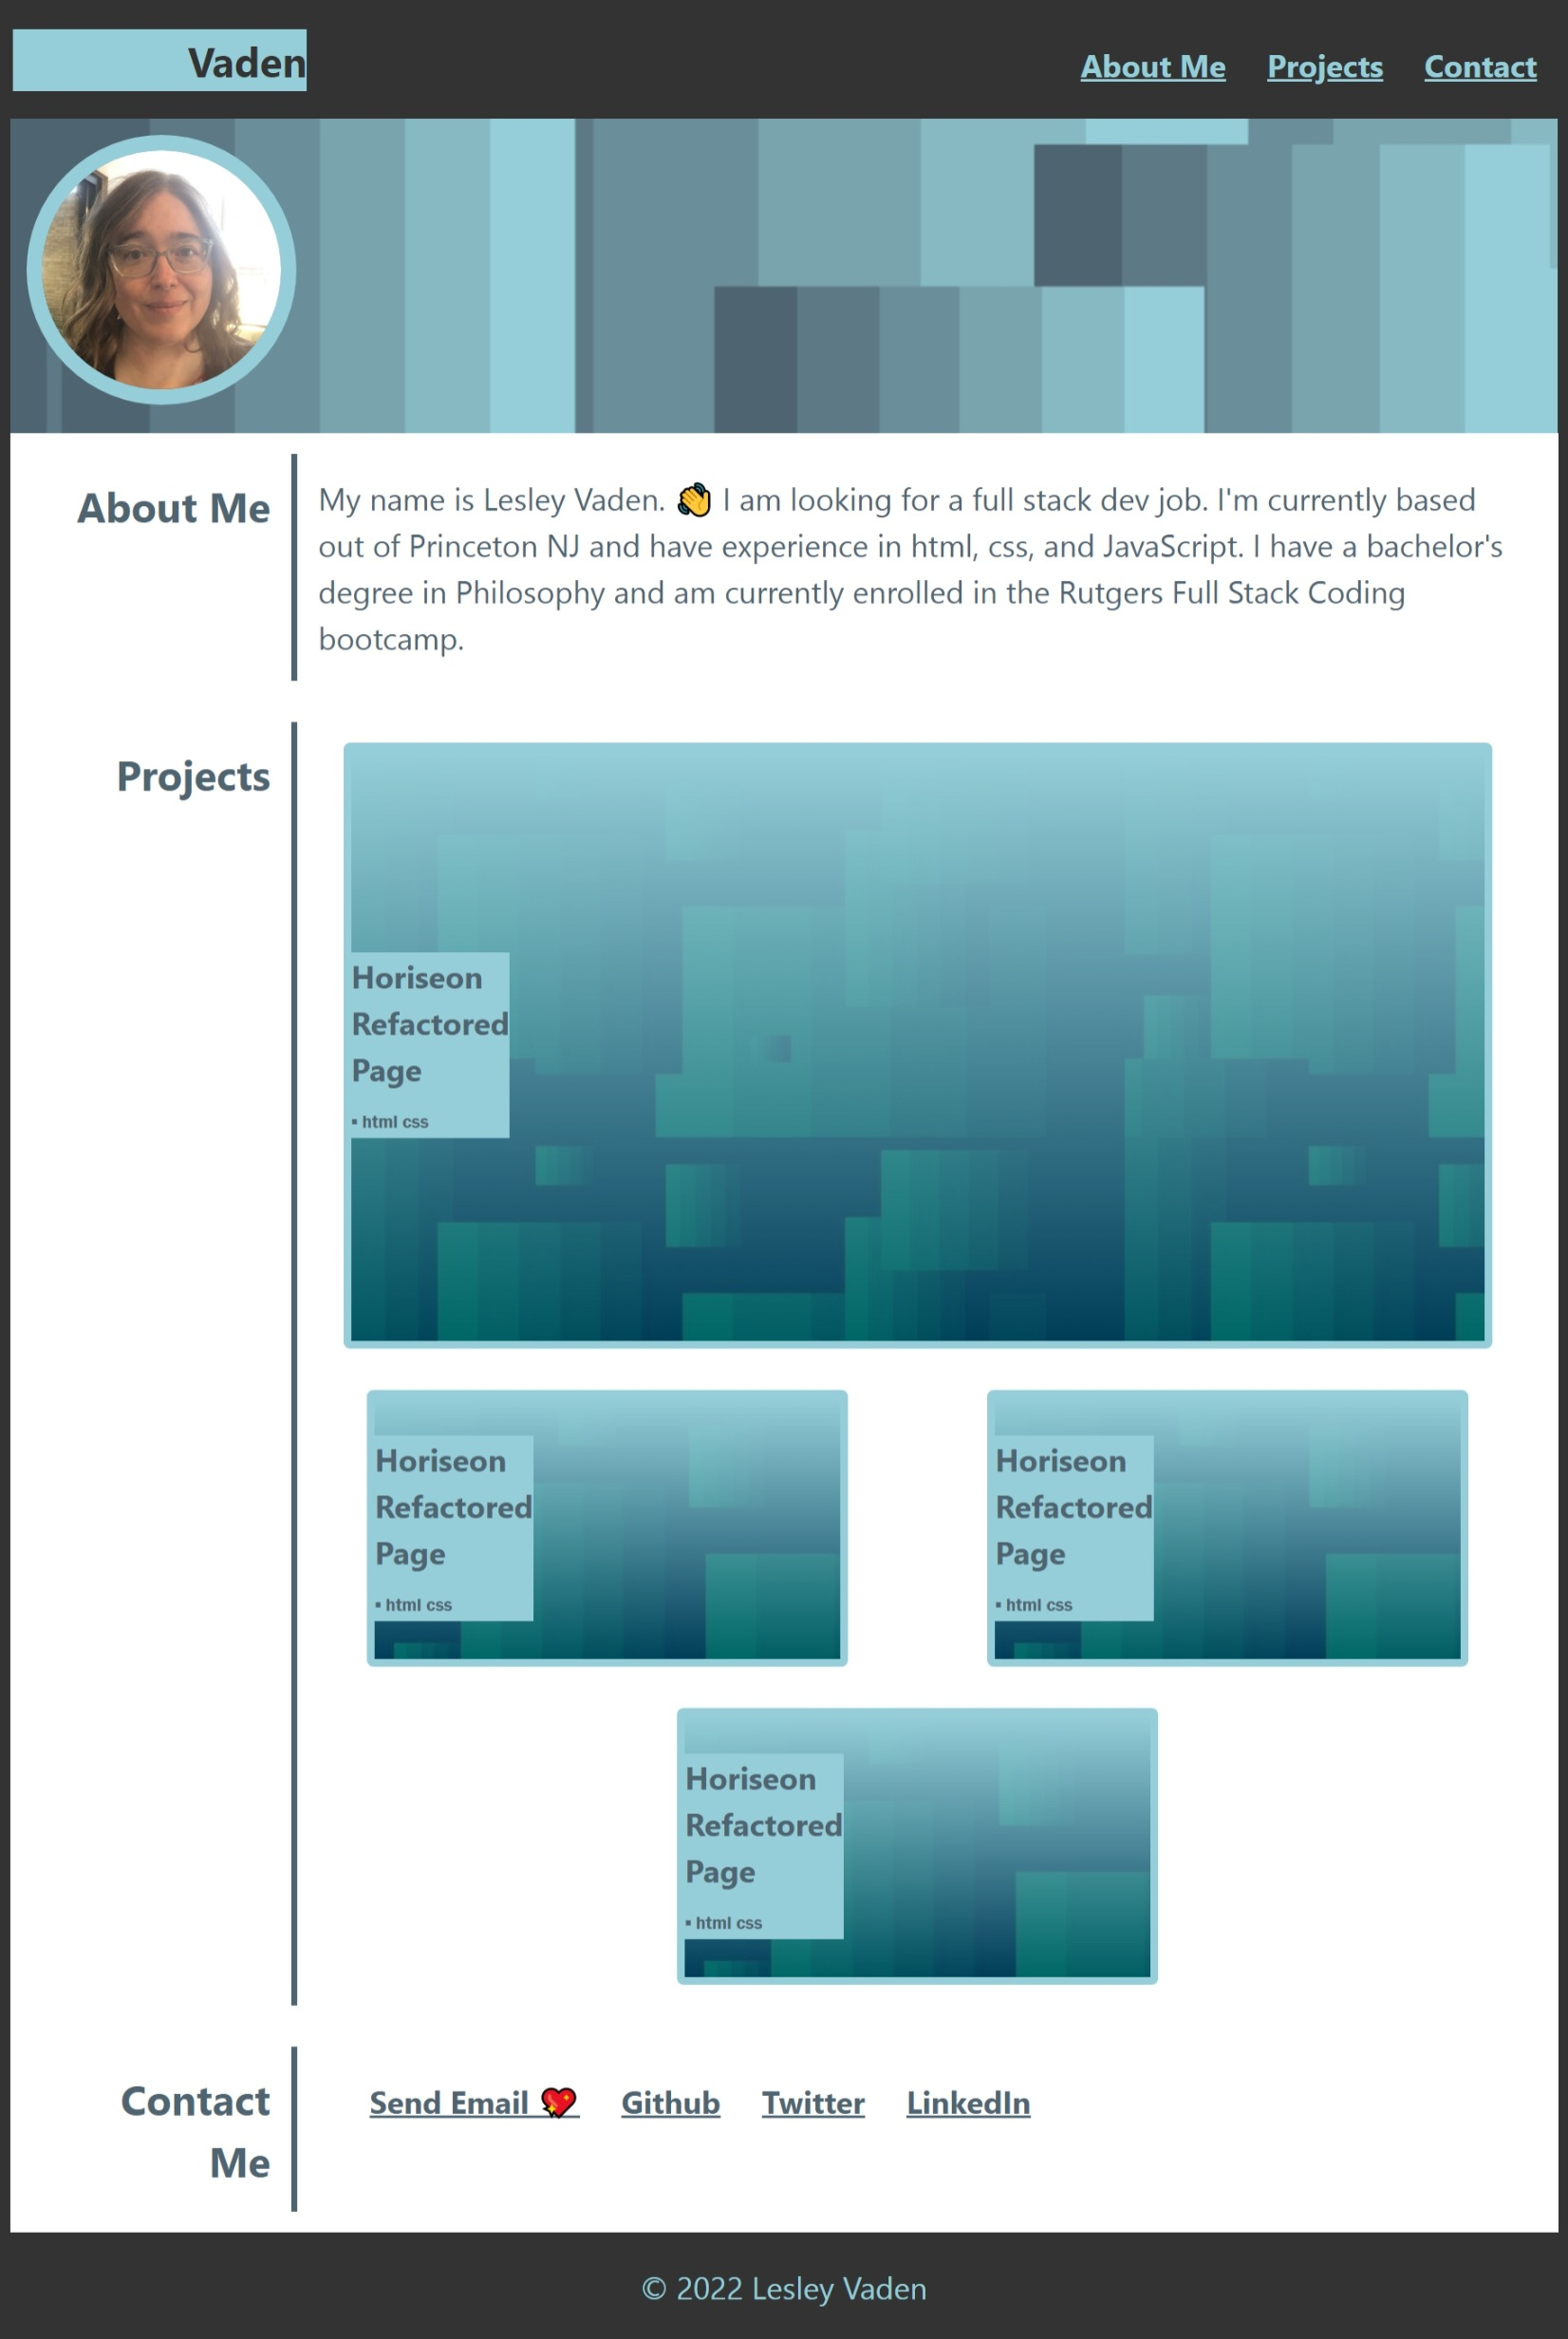 Vaden
About Me Projects Contact
About Me
My name is Lesley Vaden. 👋 I am looking for a full stack dev job. I'm currently based
out of Princeton NJ and have experience in html, css, and JavaScript. I have a bachelor's
degree in Philosophy and am currently enrolled in the Rutgers Full Stack Coding
bootcamp.
Projects
Horiseon
Refactored
Page
▪ html css
Horiseon
Refactored
Page
▪ html css
Horiseon
Refactored
Page
▪ html css
Horiseon
Refactored
Page
▪ html css
Contact
Me
Send Email 💖 Github Twitter LinkedIn
© 2022 Lesley Vaden